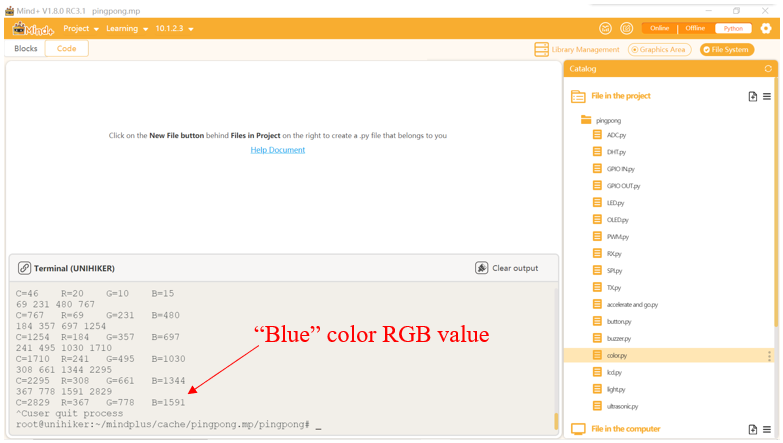 Mind+ V1.8.0 RC3.1 pingpong.mp
Mind+ Project Learning 10.1.2.3 Online Offline Python
Blocks Code Library Management Graphics Area File System
Catalog
File in the project
pingpong
ADC.py
DHT.py
GPIO IN.py
GPIO OUT.py
LED.py
OLED.py
PWM.py
RX.py
SPI.py
TX.py
accelerate and go.py
button.py
buzzer.py
color.py
lcd.py
light.py
ultrasonic.py
File in the computer
Click on the New File button behind Files in Project on the right to create a .py file that belongs to you
Help Document
Terminal (UNIHIKER) Clear output
C=46 R=20 G=10 B=15
69 231 480 767
C=767 R=69 G=231 B=480
184 357 697 1254
C=1254 R=184 G=357 B=697
241 495 1030 1710
C=1710 R=241 G=495 B=1030
308 661 1344 2295
C=2295 R=308 G=661 B=1344
367 778 1591 2829
C=2829 R=367 G=778 B=1591
^Cuser quit process
root@unihiker:~/mindplus/cache/pingpong.mp/pingpong# _
“Blue” color RGB value